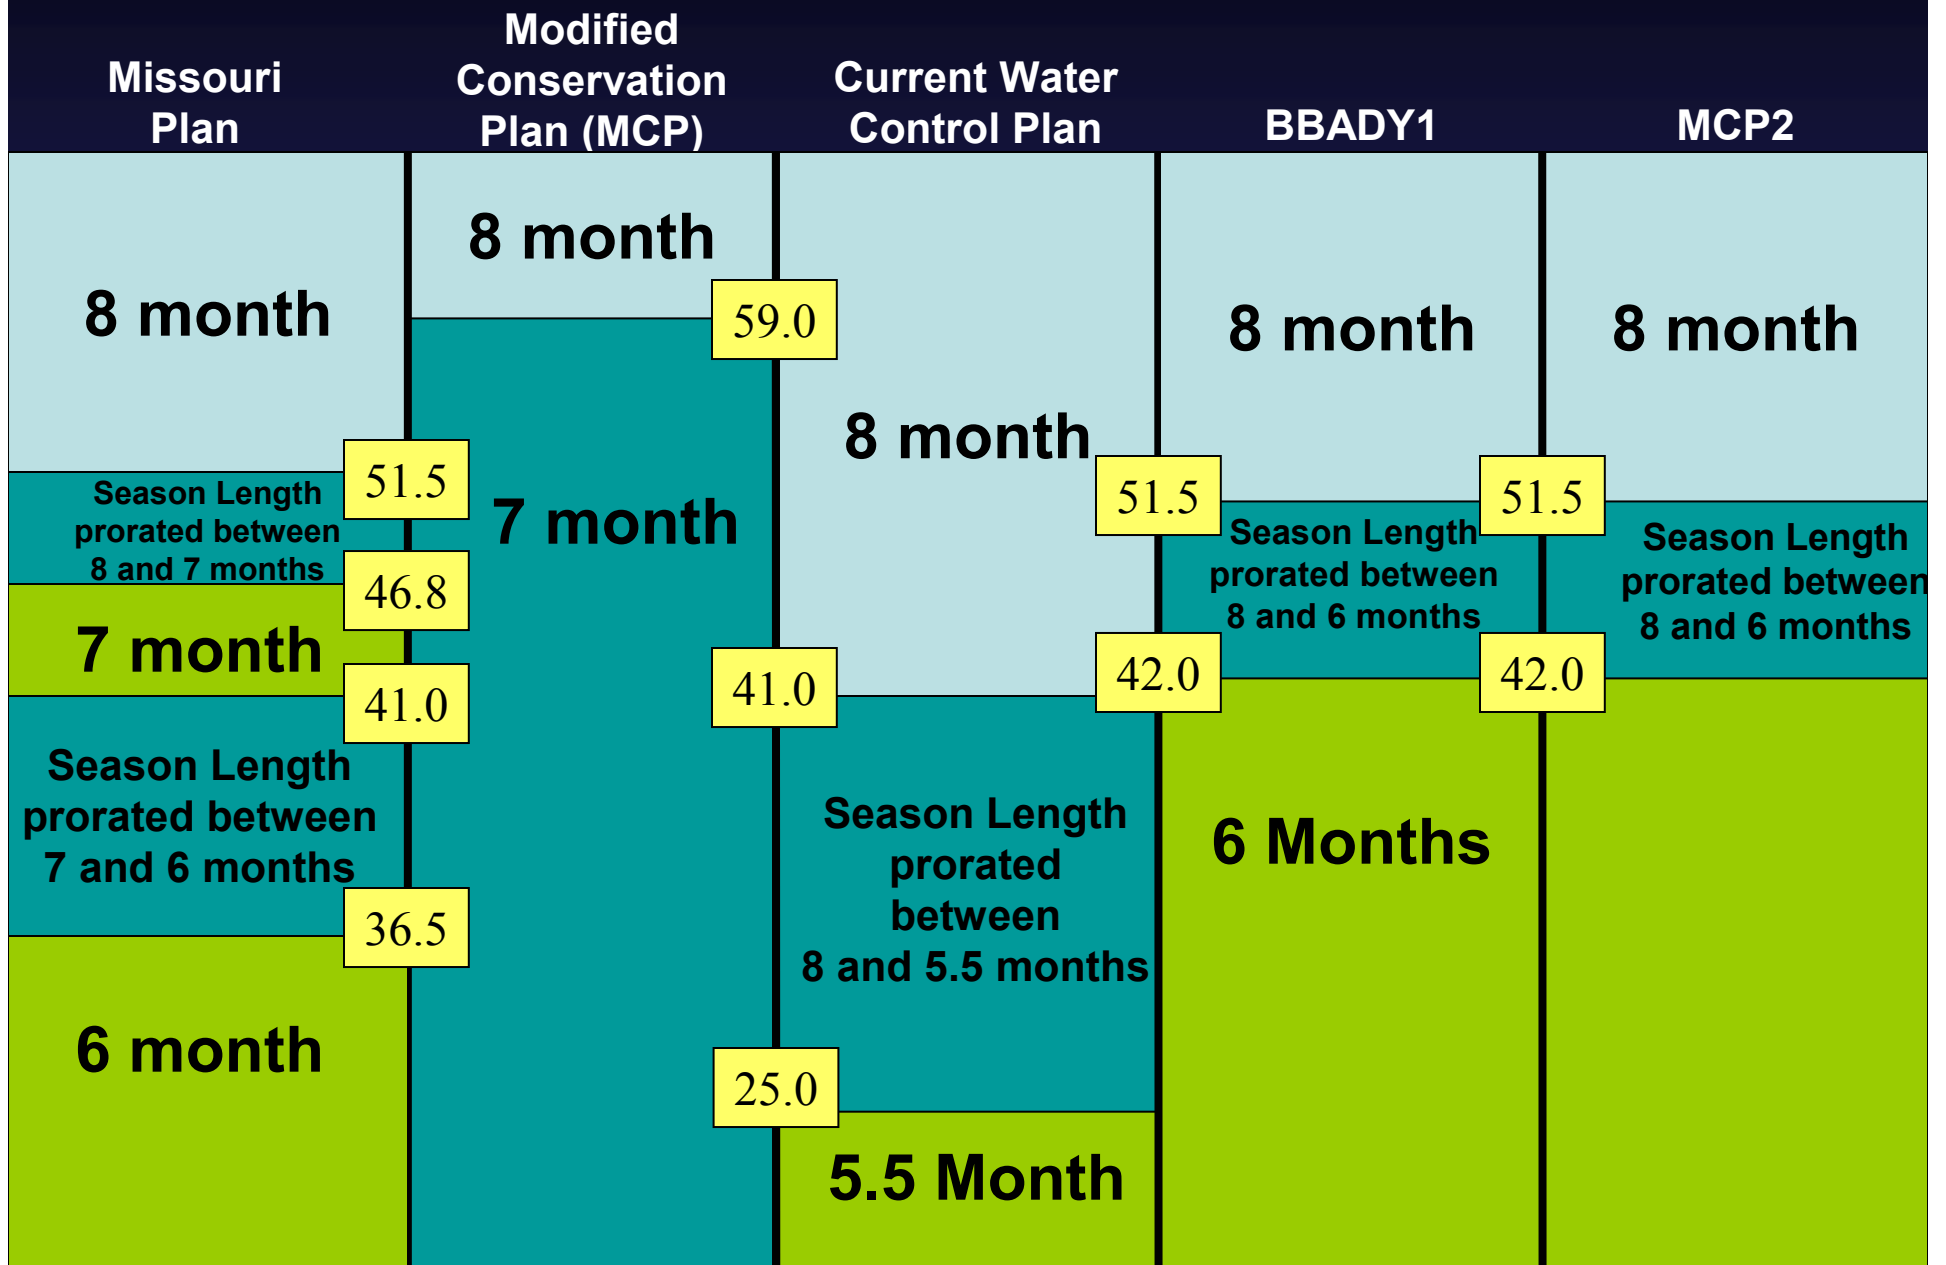 Missouri
Plan
Modified
Conservation
Plan (MCP)
Current Water
Control Plan
BBADY1
MCP2
8 month
51.5
Season Length
prorated between
8 and 7 months
46.8
7 month
41.0
Season Length
prorated between
7 and 6 months
36.5
6 month
8 month
59.0
7 month
8 month
41.0
Season Length
prorated
between
8 and 5.5 months
25.0
5.5 Month
8 month
51.5
Season Length
prorated between
8 and 6 months
42.0
6 Months
8 month
51.5
Season Length
prorated between
8 and 6 months
42.0